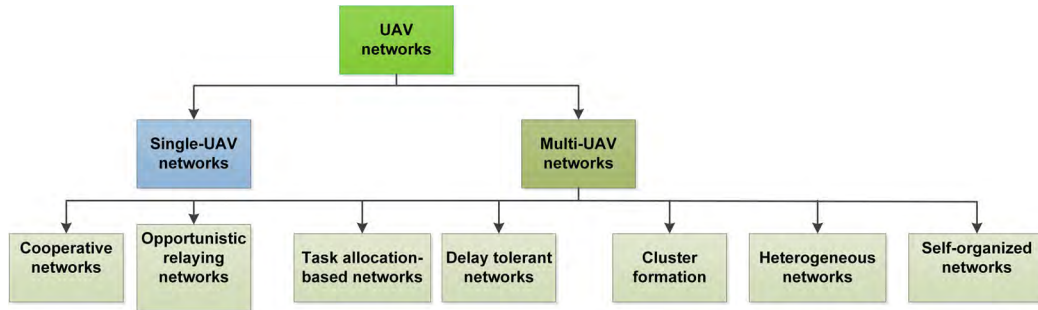 UAV
networks
Single-UAV
networks
Multi-UAV
networks
Cooperative
networks
Opportunistic
relaying
networks
Task allocation-
based networks
Delay tolerant
networks
Cluster
formation
Heterogeneous
networks
Self-organized
networks